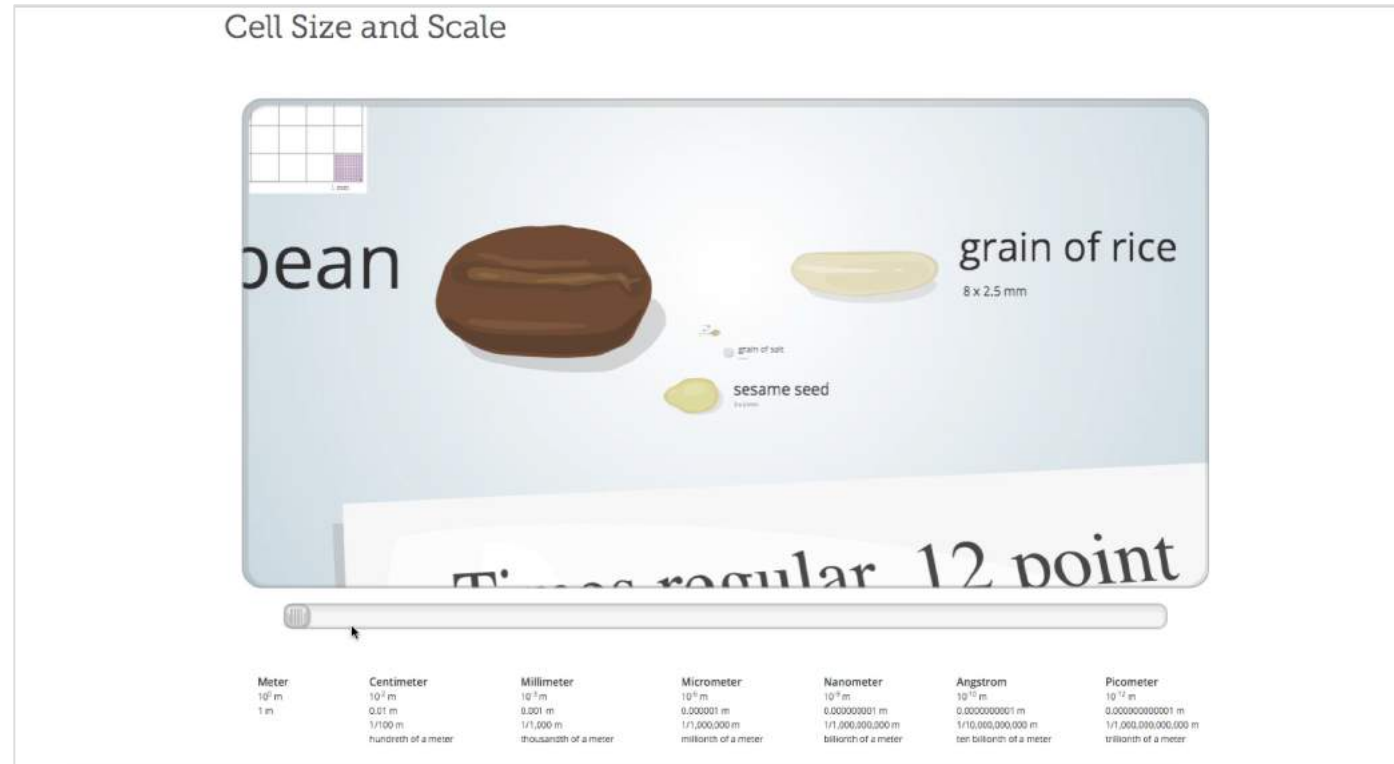 Cell Size and Scale
1 mm
bean
grain of rice
8 x 2.5 mm
grain of salt
sesame seed
Times regular, 12 point
Meter
10⁰ m
1 m
Centimeter
10⁻² m
0.01 m
1/100 m
hundreth of a meter
Millimeter
10⁻³ m
0.001 m
1/1,000 m
thousandth of a meter
Micrometer
10⁻⁶ m
0.000001 m
1/1,000,000 m
millionth of a meter
Nanometer
10⁻⁹ m
0.000000001 m
1/1,000,000,000 m
billionth of a meter
Angstrom
10⁻¹⁰ m
0.0000000001 m
1/10,000,000,000 m
ten billionth of a meter
Picometer
10⁻¹² m
0.000000000001 m
1/1,000,000,000,000 m
trillionth of a meter